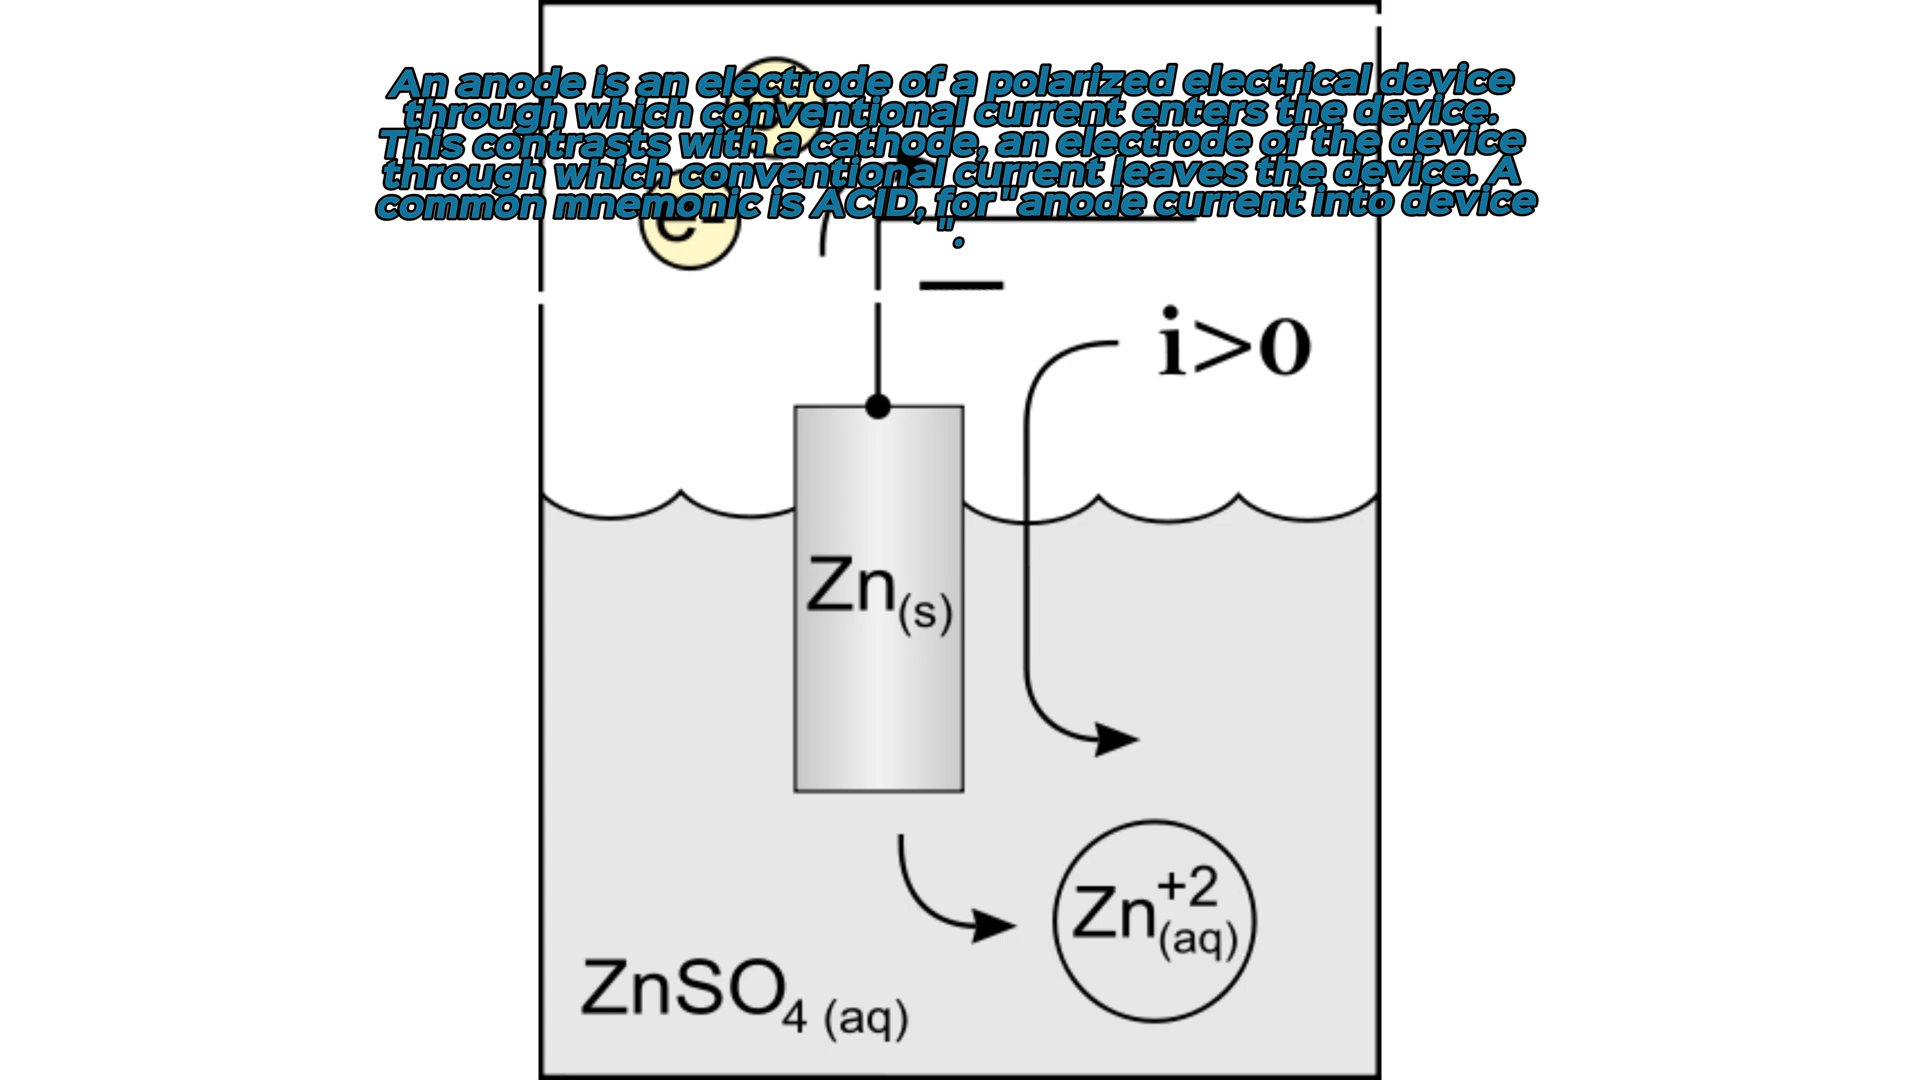 An anode is an electrode of a polarized electrical device
through which conventional current enters the device.
This contrasts with a cathode, an electrode of the device
through which conventional current leaves the device. A
common mnemonic is ACID, for "anode current into device
".
e-
—
i>0
Zn(s)
Zn+2(aq)
ZnSO4 (aq)